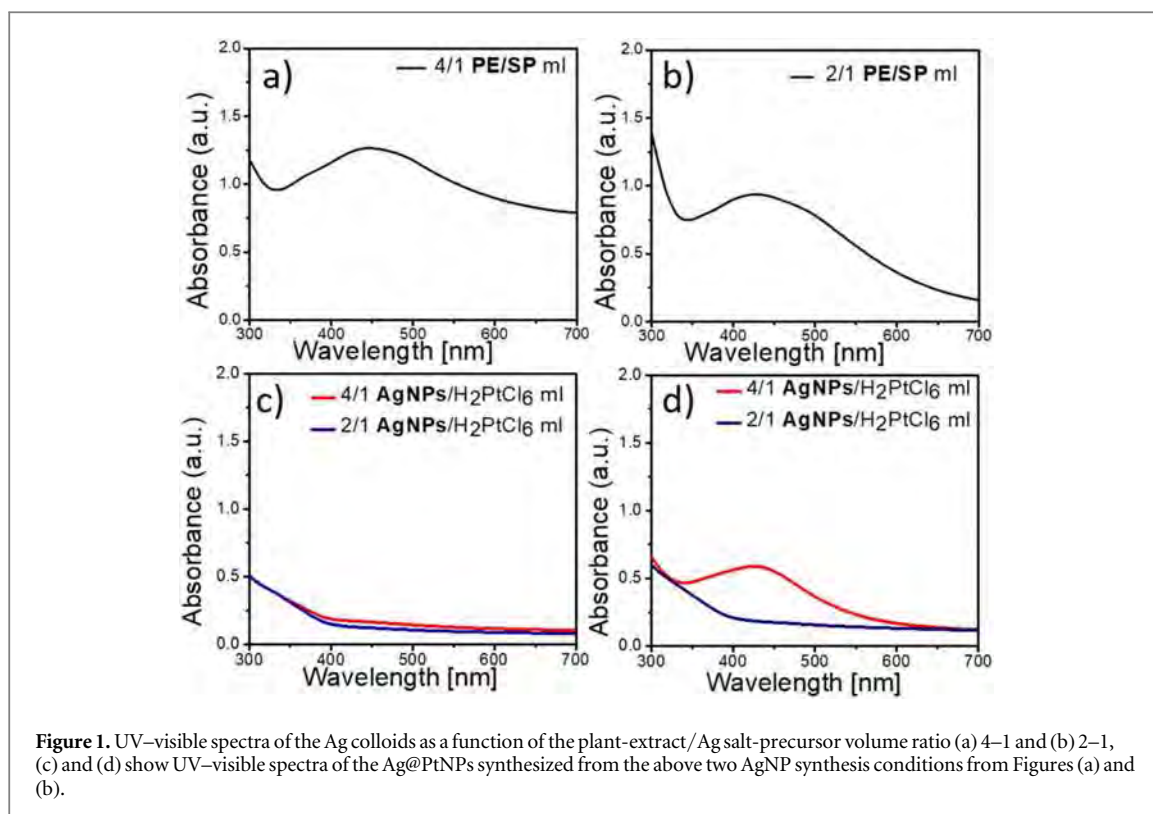 a)
4/1 PE/SP ml
Absorbance (a.u.)
2.0
1.5
1.0
0.5
0.0
300 400 500 600 700
Wavelength [nm]
b)
2/1 PE/SP ml
Absorbance (a.u.)
2.0
1.5
1.0
0.5
0.0
300 400 500 600 700
Wavelength [nm]
c)
4/1 AgNPs/H2PtCl6 ml
2/1 AgNPs/H2PtCl6 ml
Absorbance (a.u.)
2.0
1.5
1.0
0.5
0.0
300 400 500 600 700
Wavelength [nm]
d)
4/1 AgNPs/H2PtCl6 ml
2/1 AgNPs/H2PtCl6 ml
Absorbance (a.u.)
2.0
1.5
1.0
0.5
0.0
300 400 500 600 700
Wavelength [nm]
Figure 1. UV–visible spectra of the Ag colloids as a function of the plant-extract/Ag salt-precursor volume ratio (a) 4–1 and (b) 2–1,
(c) and (d) show UV–visible spectra of the Ag@PtNPs synthesized from the above two AgNP synthesis conditions from Figures (a) and
(b).